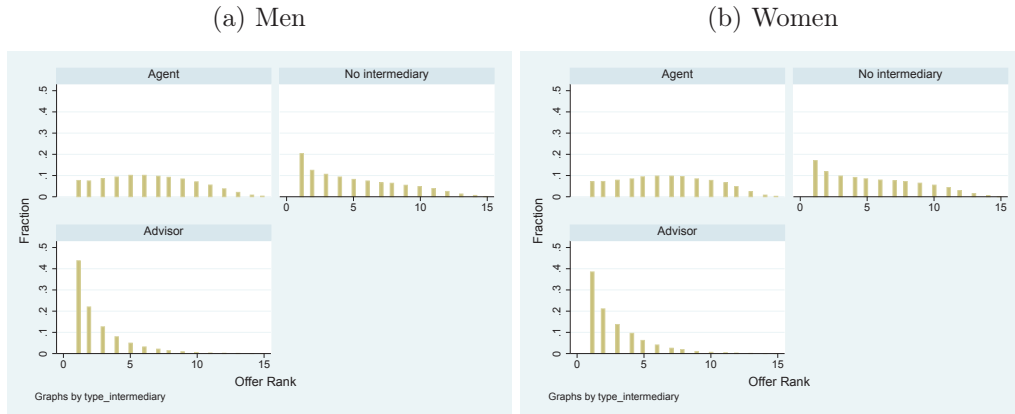 (a) Men
Agent
No intermediary
0 .1 .2 .3 .4 .5
0 5 10 15
Advisor
0 .1 .2 .3 .4 .5
0 5 10 15
Fraction
Offer Rank
Graphs by type_intermediary
(b) Women
Agent
No intermediary
0 .1 .2 .3 .4 .5
0 5 10 15
Advisor
0 .1 .2 .3 .4 .5
0 5 10 15
Fraction
Offer Rank
Graphs by type_intermediary